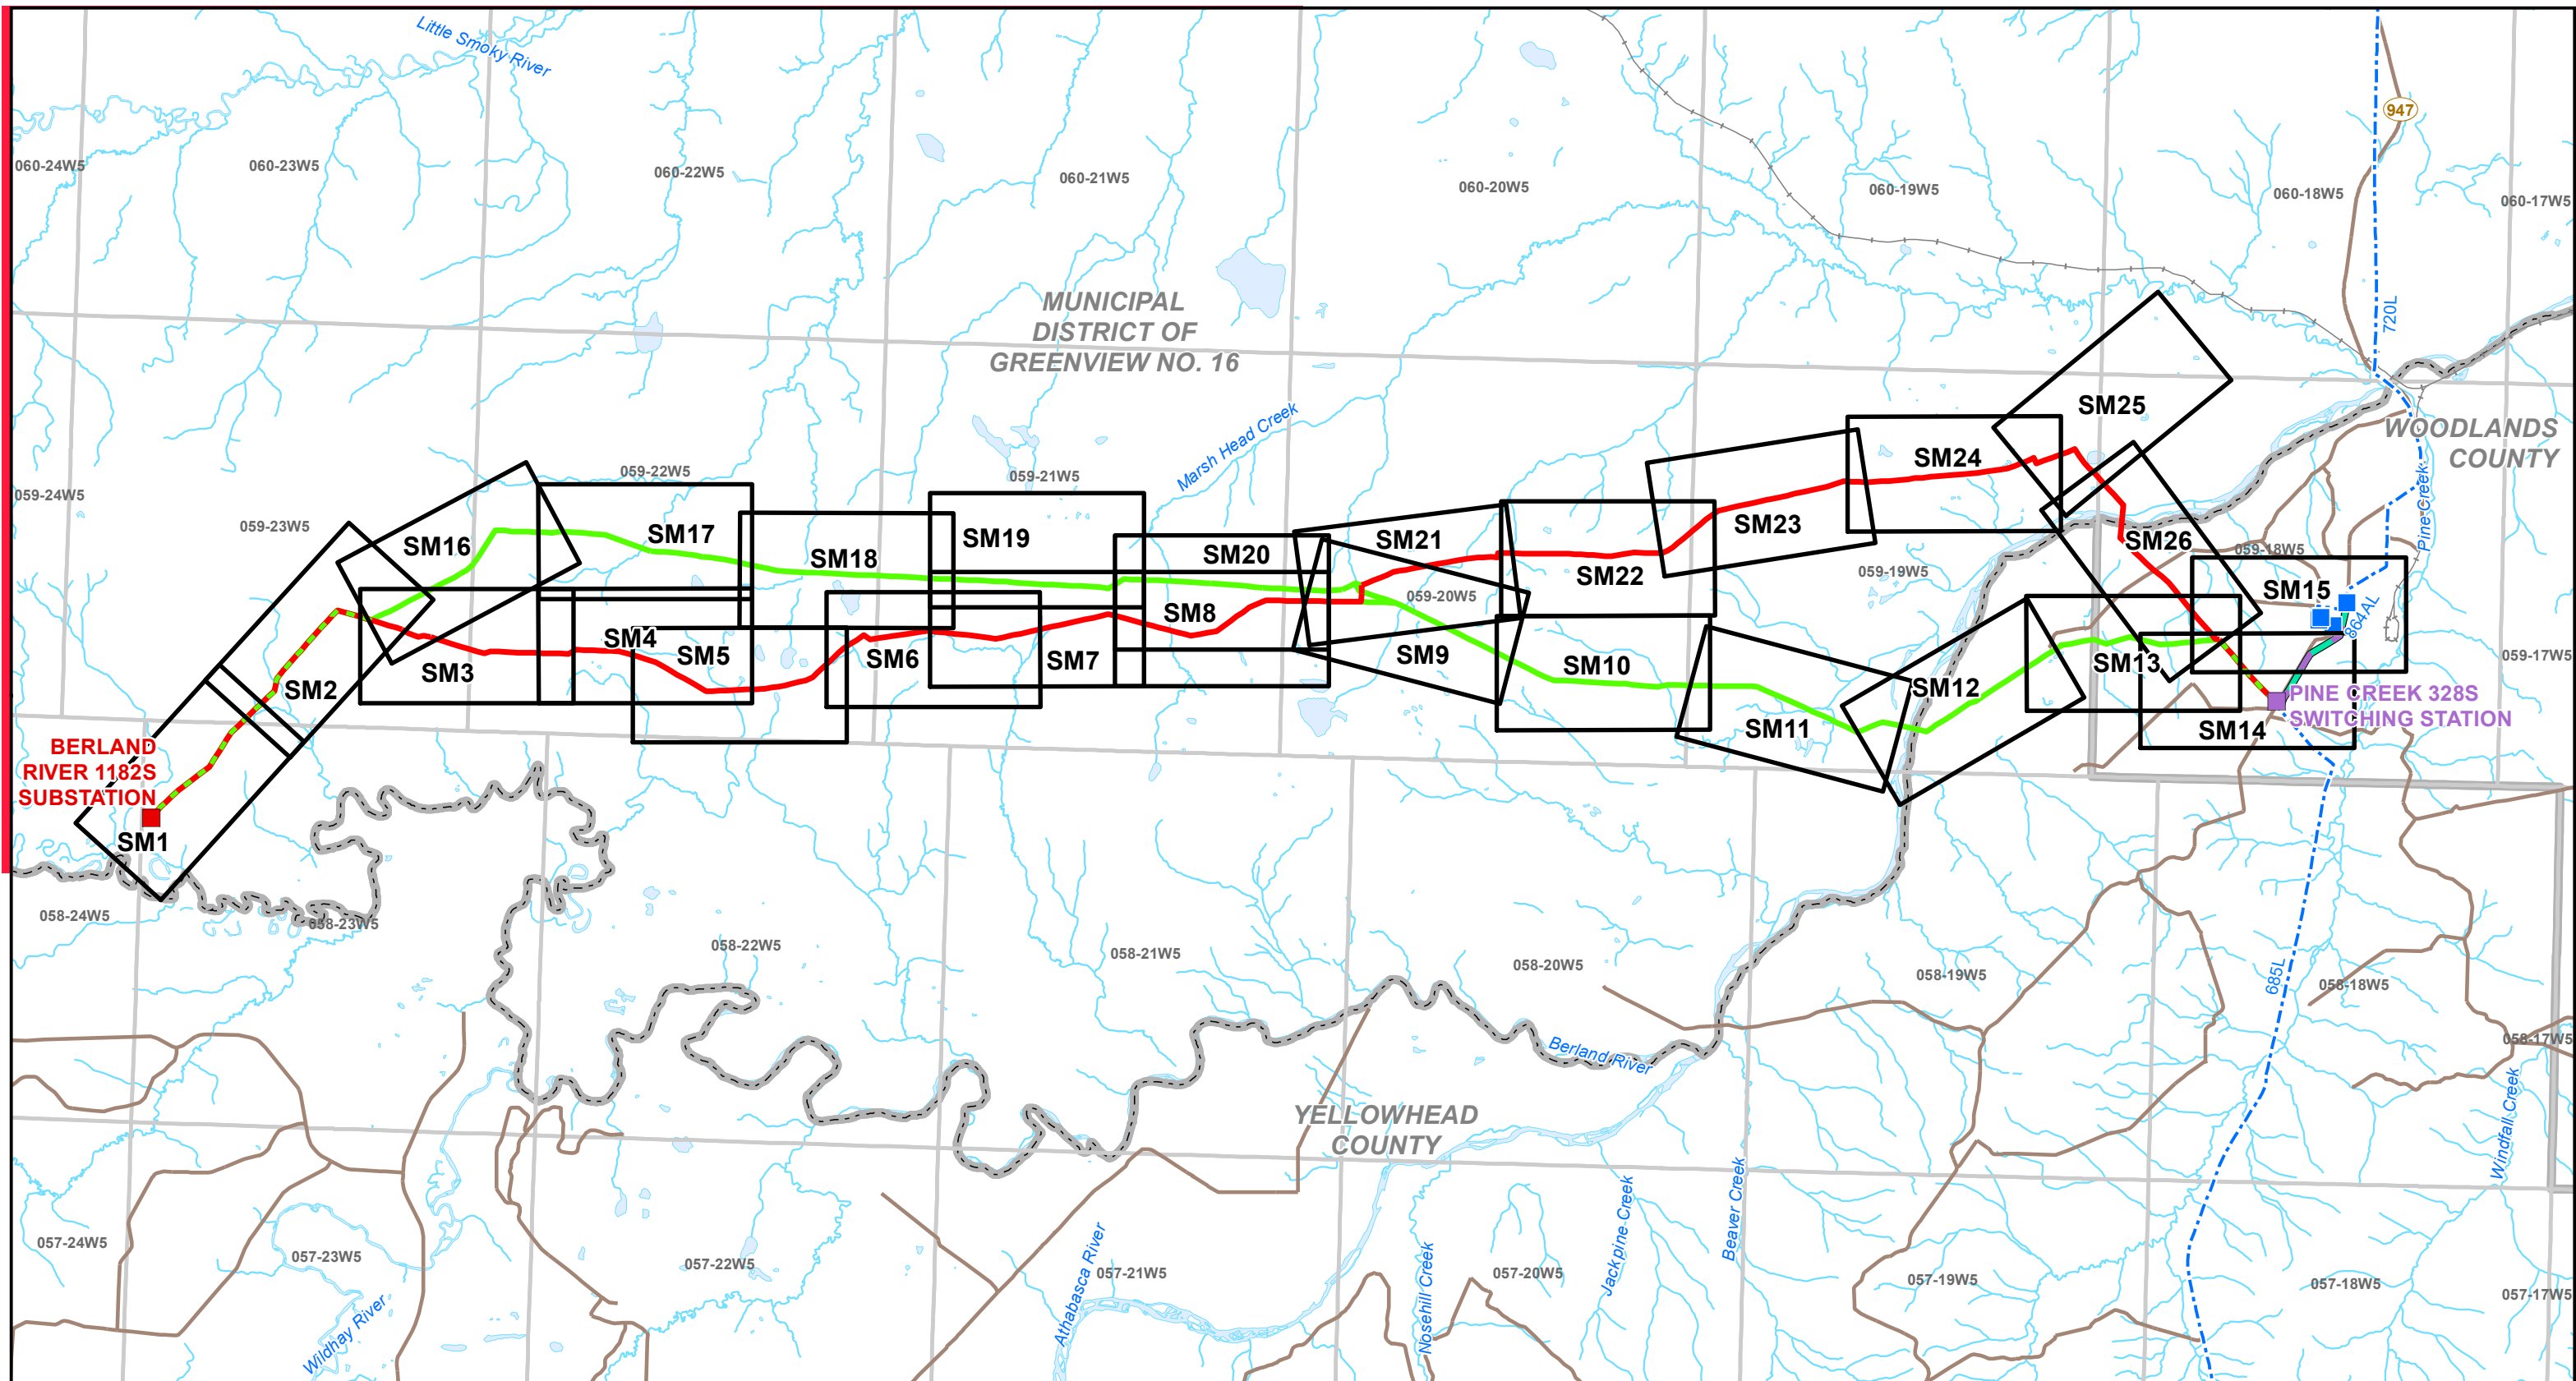 Little Smoky River
947
060-24W5
060-23W5
060-22W5
060-21W5
060-20W5
060-19W5
060-18W5
060-17W5
MUNICIPAL
DISTRICT OF
GREENVIEW NO. 16
720L
Marsh Head Creek
WOODLANDS
COUNTY
Pine Creek
059-24W5
059-23W5
059-22W5
059-21W5
059-20W5
059-19W5
059-18W5
059-17W5
SM25
SM24
SM23
SM26
SM22
SM21
SM20
SM19
SM18
SM17
SM16
SM15
864AL
SM1
SM2
SM3
SM4
SM5
SM6
SM7
SM8
SM9
SM10
SM11
SM12
SM13
SM14
BERLAND
RIVER 1182S
SUBSTATION
PINE CREEK 328S
SWITCHING STATION
058-24W5
058-23W5
058-22W5
058-21W5
058-20W5
058-19W5
058-18W5
058-17W5
685L
Berland River
YELLOWHEAD
COUNTY
Windfall Creek
Beaver Creek
Jackpine Creek
Nosehill Creek
Athabasca River
Wildhay River
057-24W5
057-23W5
057-22W5
057-21W5
057-20W5
057-19W5
057-18W5
057-17W5